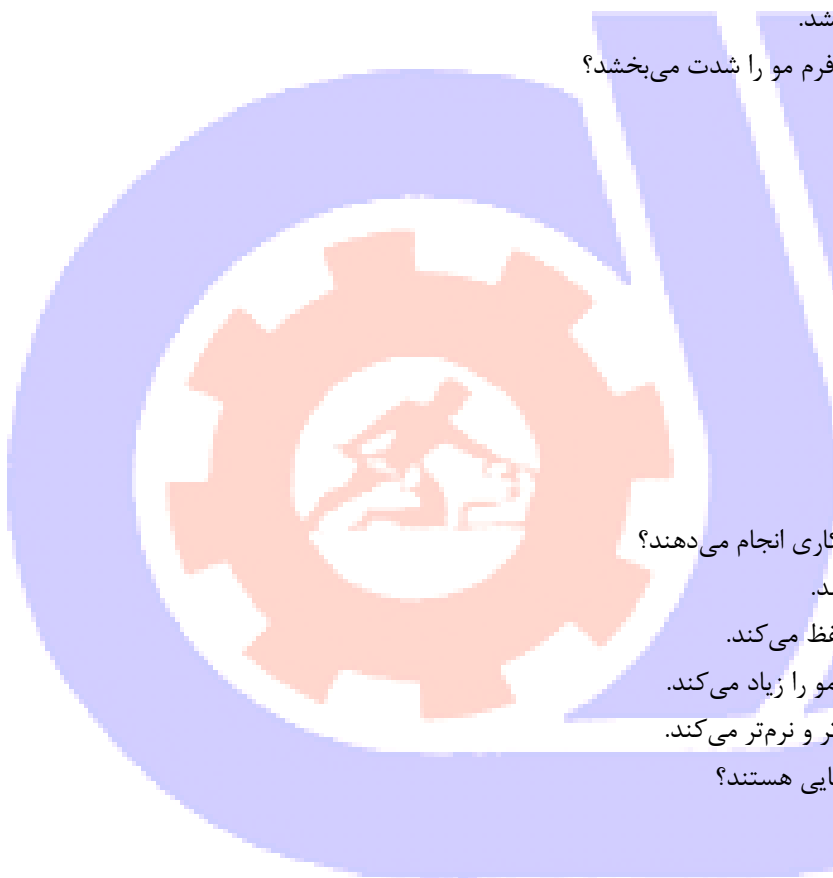 شد.
فرم مو را شدت می‌بخشد؟
کاری انجام می‌دهند؟
ند.
فظ می‌کند.
مو را زیاد می‌کند.
تر و نرم‌تر می‌کند.
ایی هستند؟